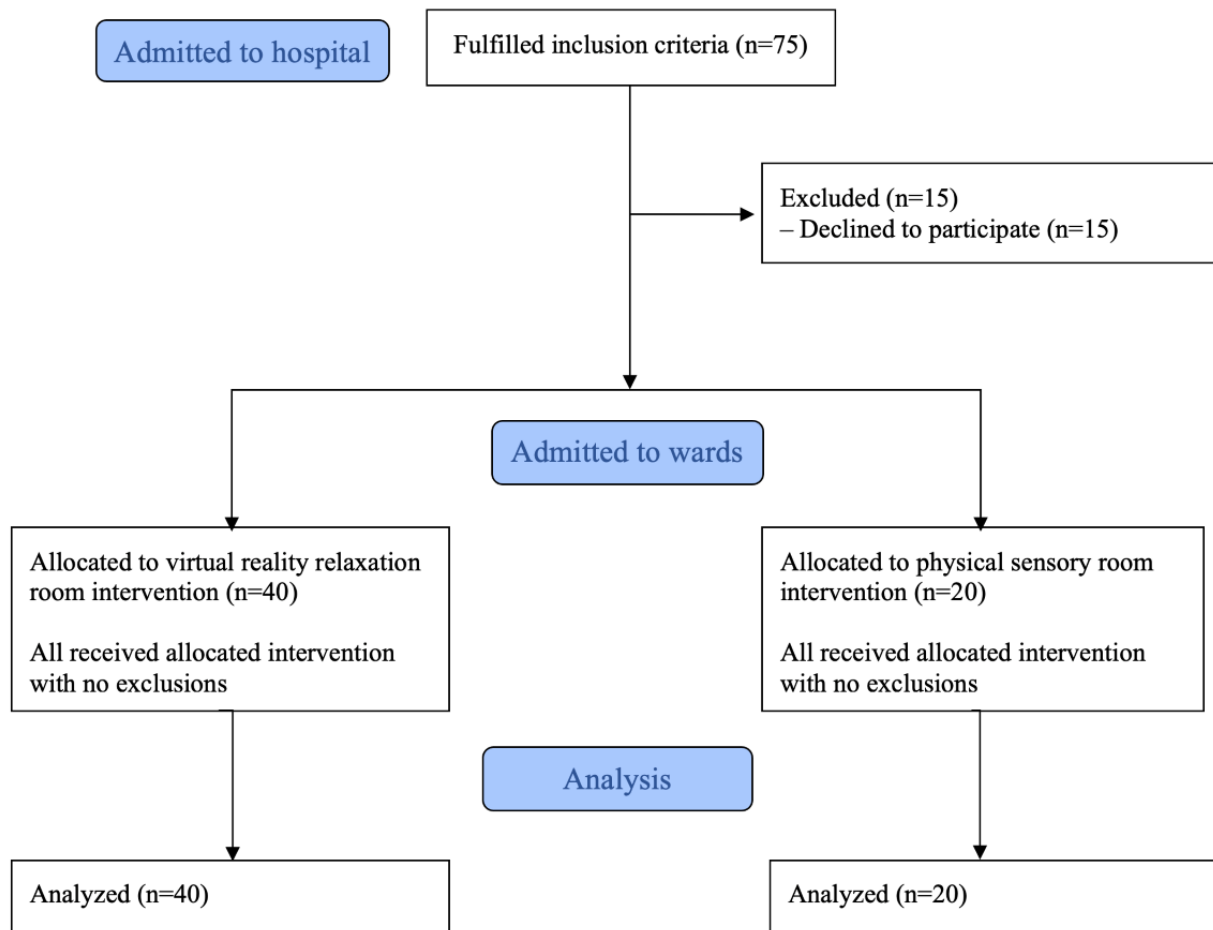 Admitted to hospital
Fulfilled inclusion criteria (n=75)
Excluded (n=15)
– Declined to participate (n=15)
Admitted to wards
Allocated to virtual reality relaxation
room intervention (n=40)
All received allocated intervention
with no exclusions
Allocated to physical sensory room
intervention (n=20)
All received allocated intervention
with no exclusions
Analysis
Analyzed (n=40)
Analyzed (n=20)